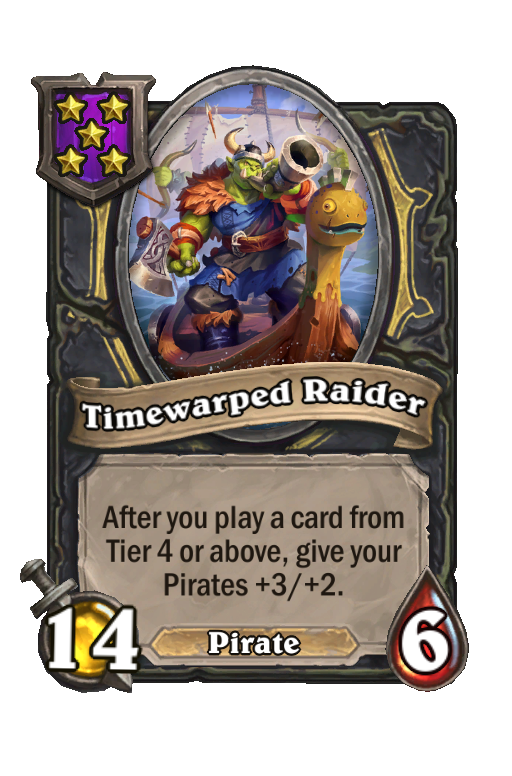 Timewarped Raider
After you play a card from
Tier 4 or above, give your
Pirates +3/+2.
14
Pirate
6